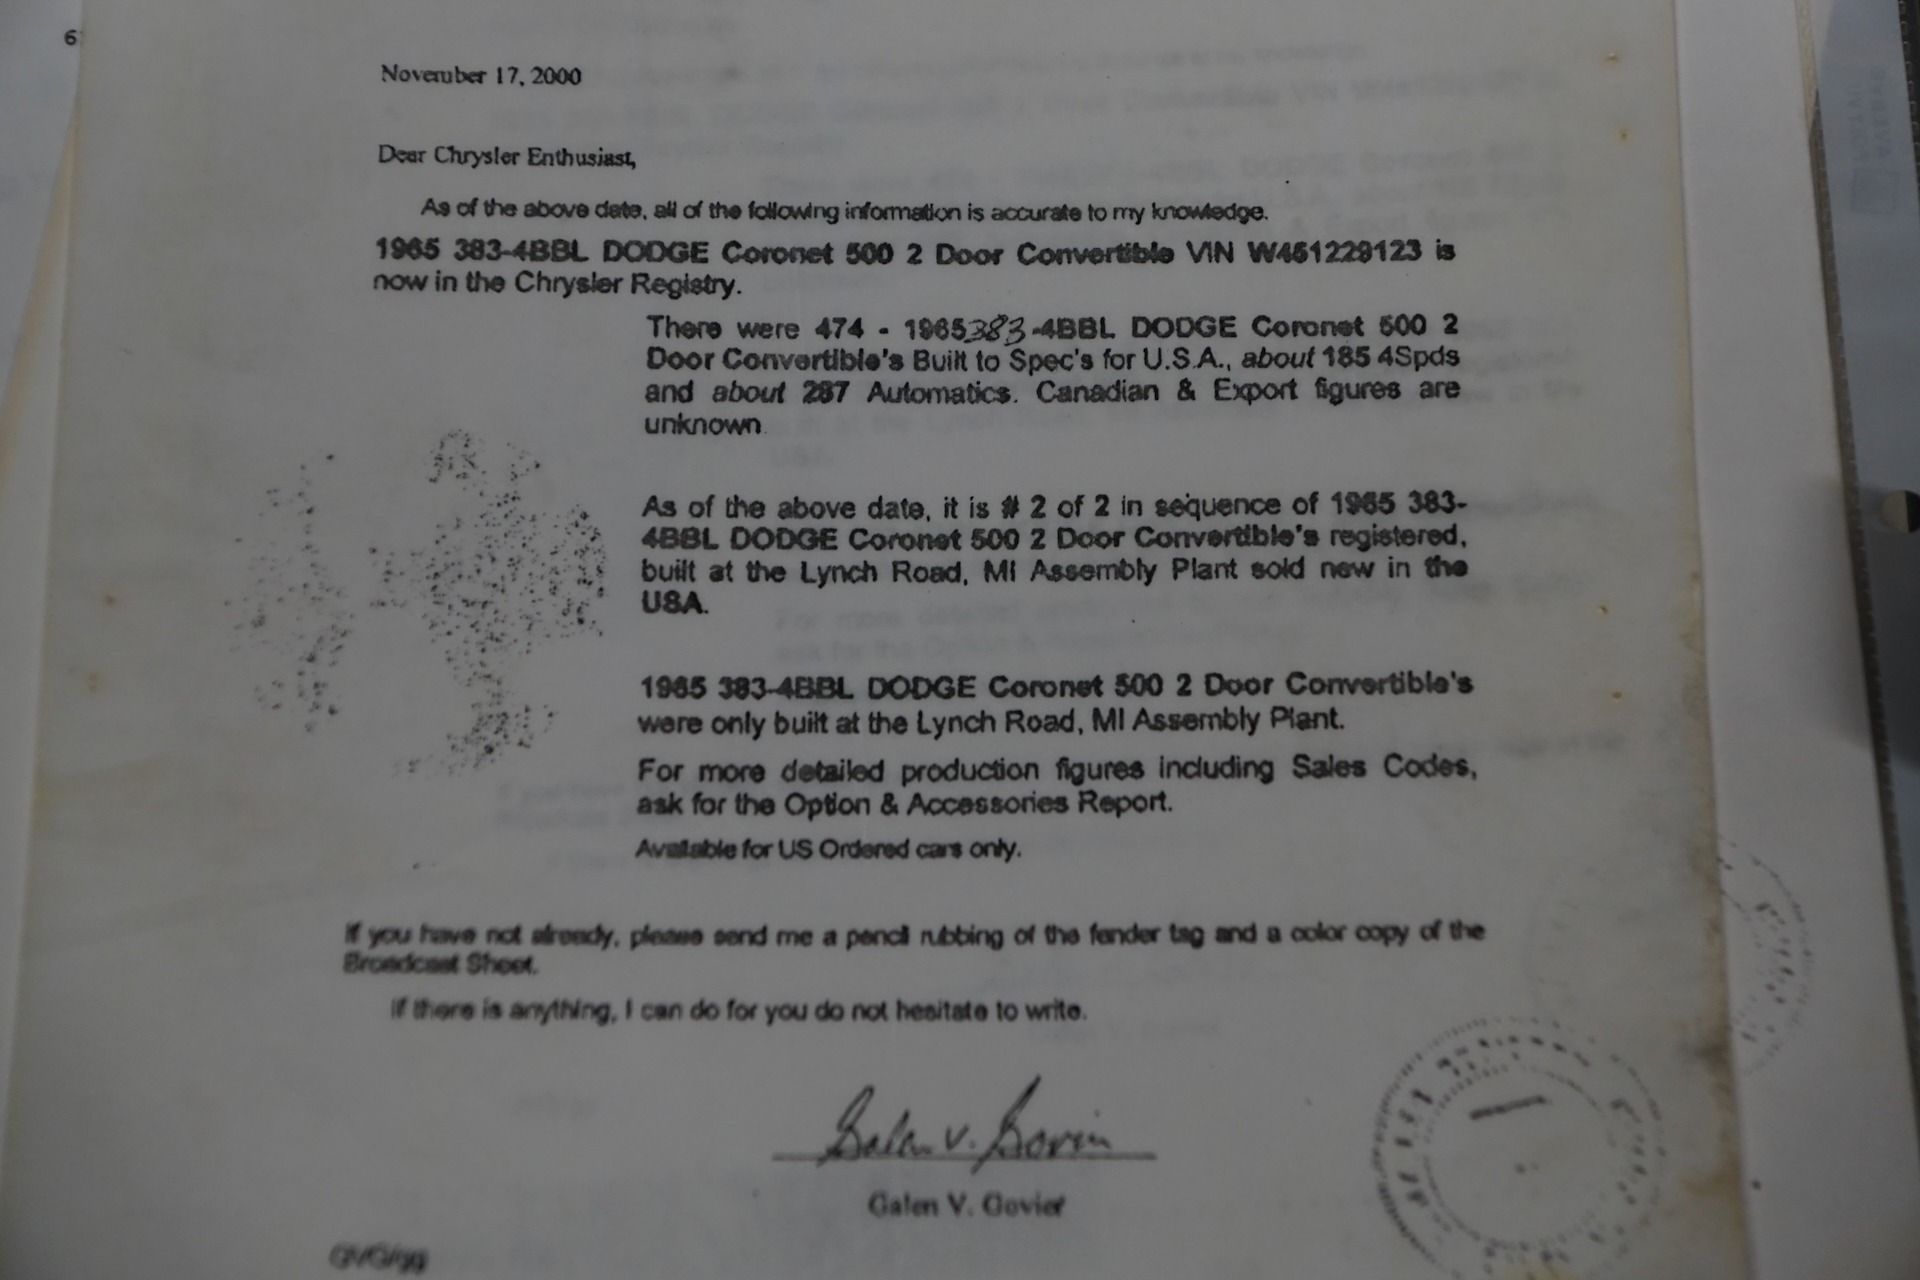 6
November 17, 2000
Dear Chrysler Enthusiast,
As of the above date, all of the following information is accurate to my knowledge.
1965 383-4BBL DODGE Coronet 500 2 Door Convertible VIN W461229123 is
now in the Chrysler Registry.
There were 474 - 1965 383-4BBL DODGE Coronet 500 2
Door Convertible's Built to Spec's for U.S.A., about 185 4Spds
and about 287 Automatics. Canadian & Export figures are
unknown.
As of the above date, it is # 2 of 2 in sequence of 1965 383-
4BBL DODGE Coronet 500 2 Door Convertible's registered,
built at the Lynch Road, MI Assembly Plant sold new in the
USA.
1965 383-4BBL DODGE Coronet 500 2 Door Convertible's
were only built at the Lynch Road, MI Assembly Plant.
For more detailed production figures including Sales Codes,
ask for the Option & Accessories Report.
Available for US Ordered cars only.
If you have not already, please send me a pencil rubbing of the fender tag and a color copy of the
Broadcast Sheet.
If there is anything, I can do for you do not hesitate to write.
Galen V. Govier
Galen V. Govier
GVG/gg